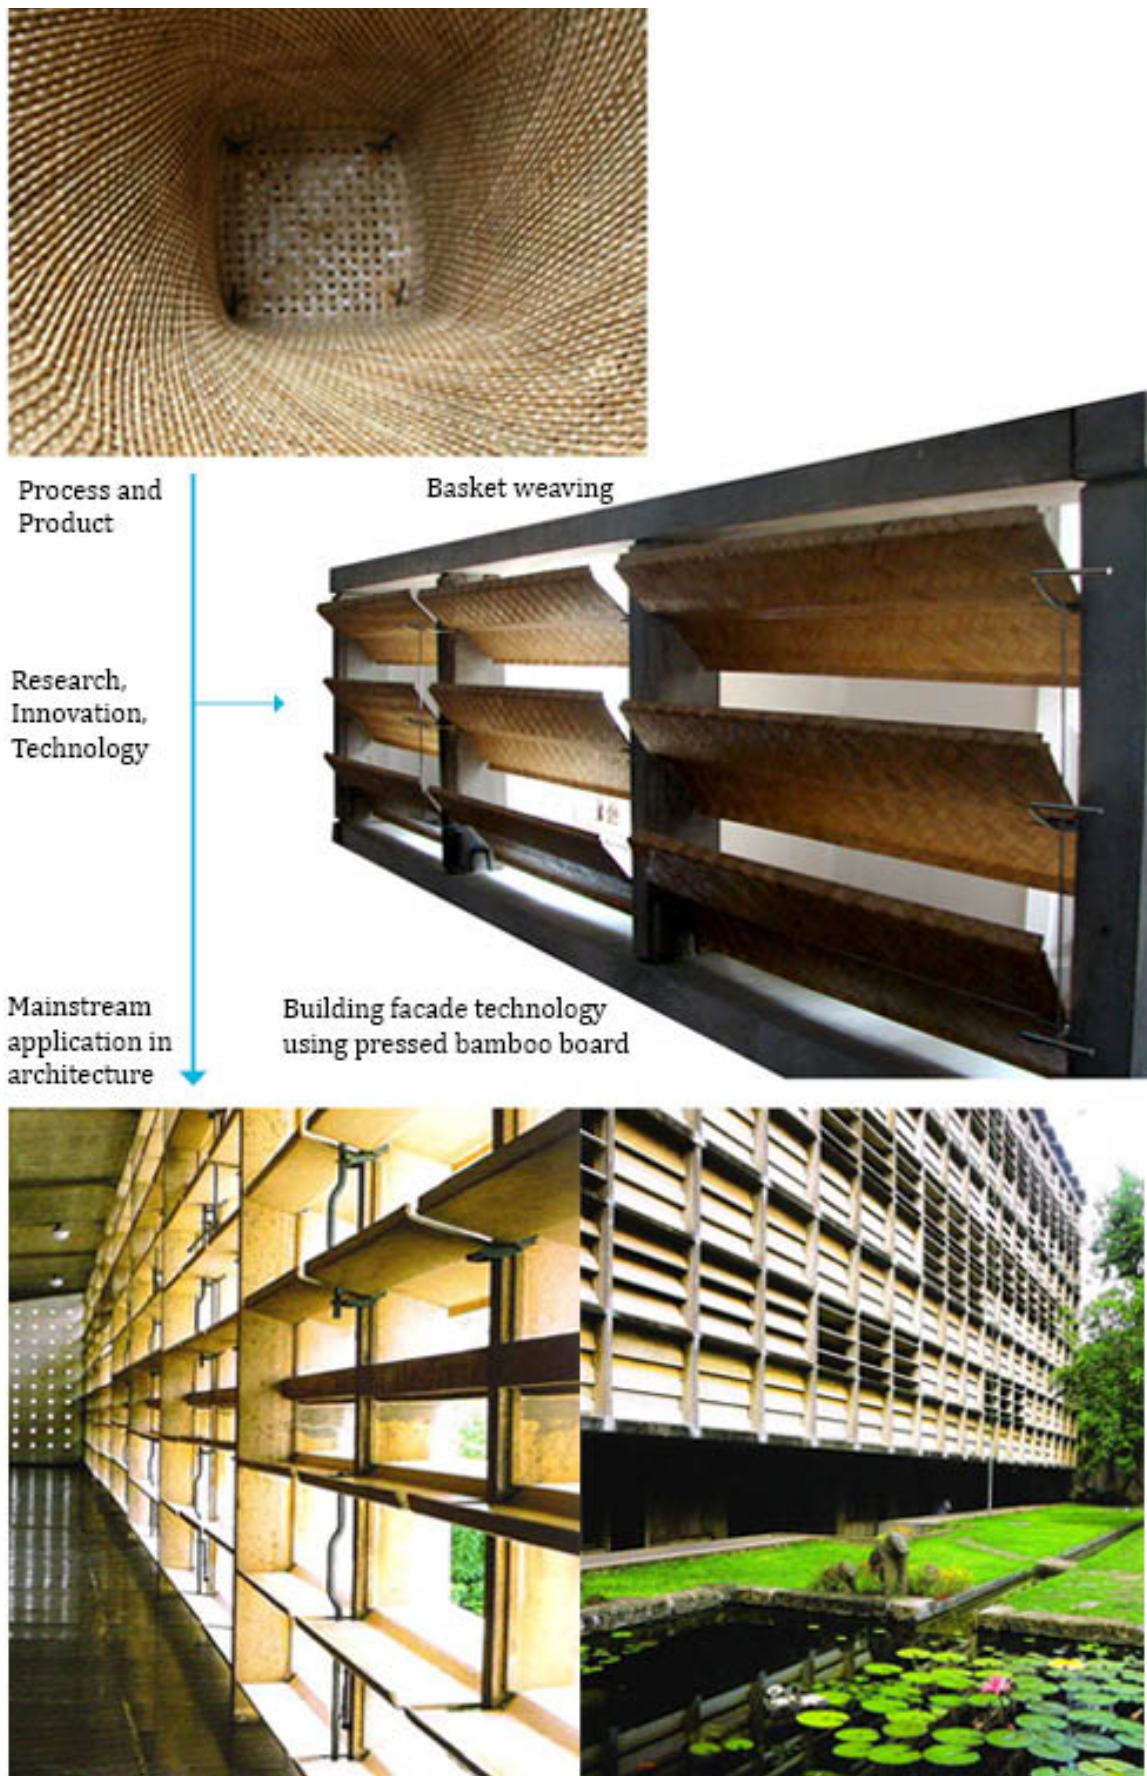 Process and
Product
Basket weaving
Research,
Innovation,
Technology
Mainstream
application in
architecture
Building facade technology
using pressed bamboo board